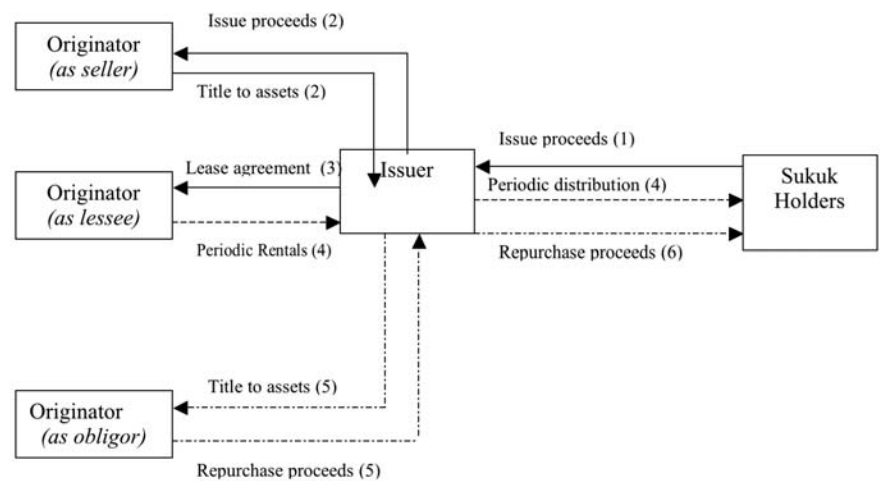 Issue proceeds (2)
Originator
(as seller)
Title to assets (2)
Issue proceeds (1)
Lease agreement (3)
Issuer
Originator
(as lessee)
Periodic distribution (4)
Sukuk
Holders
Periodic Rentals (4)
Repurchase proceeds (6)
Title to assets (5)
Originator
(as obligor)
Repurchase proceeds (5)